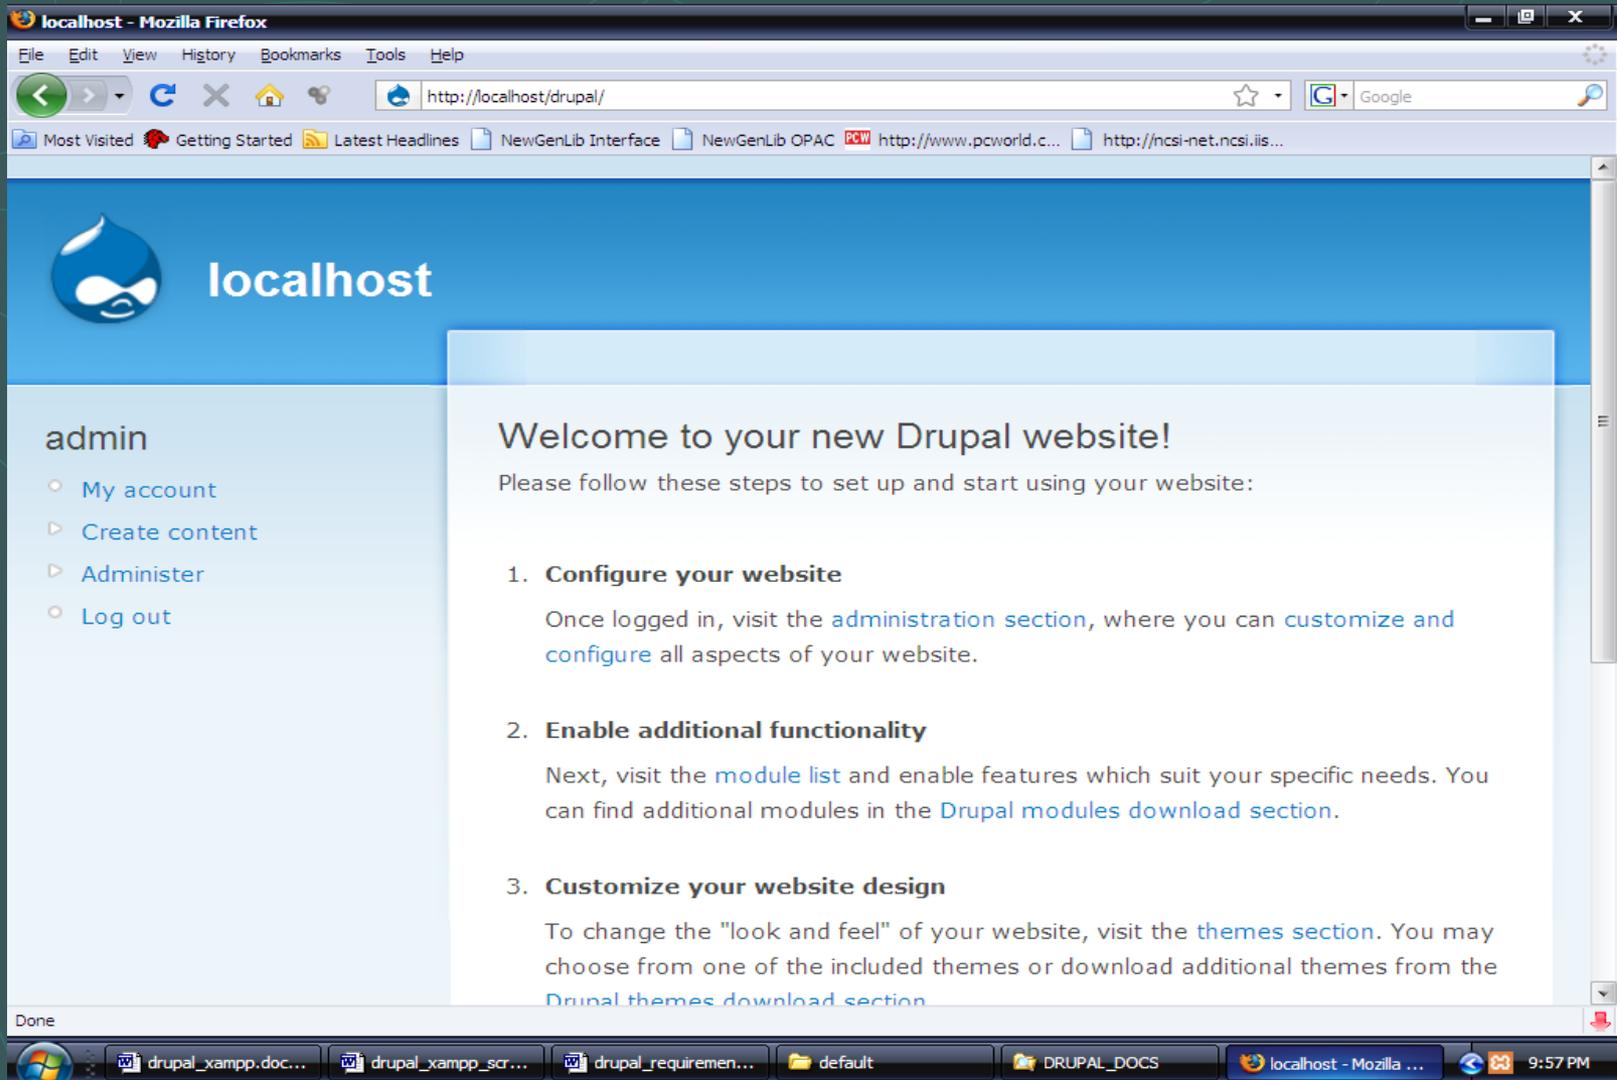 localhost - Mozilla Firefox
File Edit View History Bookmarks Tools Help
http://localhost/drupal/
G Google
Most Visited Getting Started Latest Headlines NewGenLib Interface NewGenLib OPAC PCW http://www.pcworld.c... http://ncsi-net.ncsi.iis...
localhost
admin
My account
Create content
Administer
Log out
Welcome to your new Drupal website!
Please follow these steps to set up and start using your website:
1. Configure your website
Once logged in, visit the administration section, where you can customize and
configure all aspects of your website.
2. Enable additional functionality
Next, visit the module list and enable features which suit your specific needs. You
can find additional modules in the Drupal modules download section.
3. Customize your website design
To change the "look and feel" of your website, visit the themes section. You may
choose from one of the included themes or download additional themes from the
Drupal themes download section
Done
drupal_xampp.doc... drupal_xampp_scr... drupal_requiremen... default DRUPAL_DOCS localhost - Mozilla ... 9:57 PM